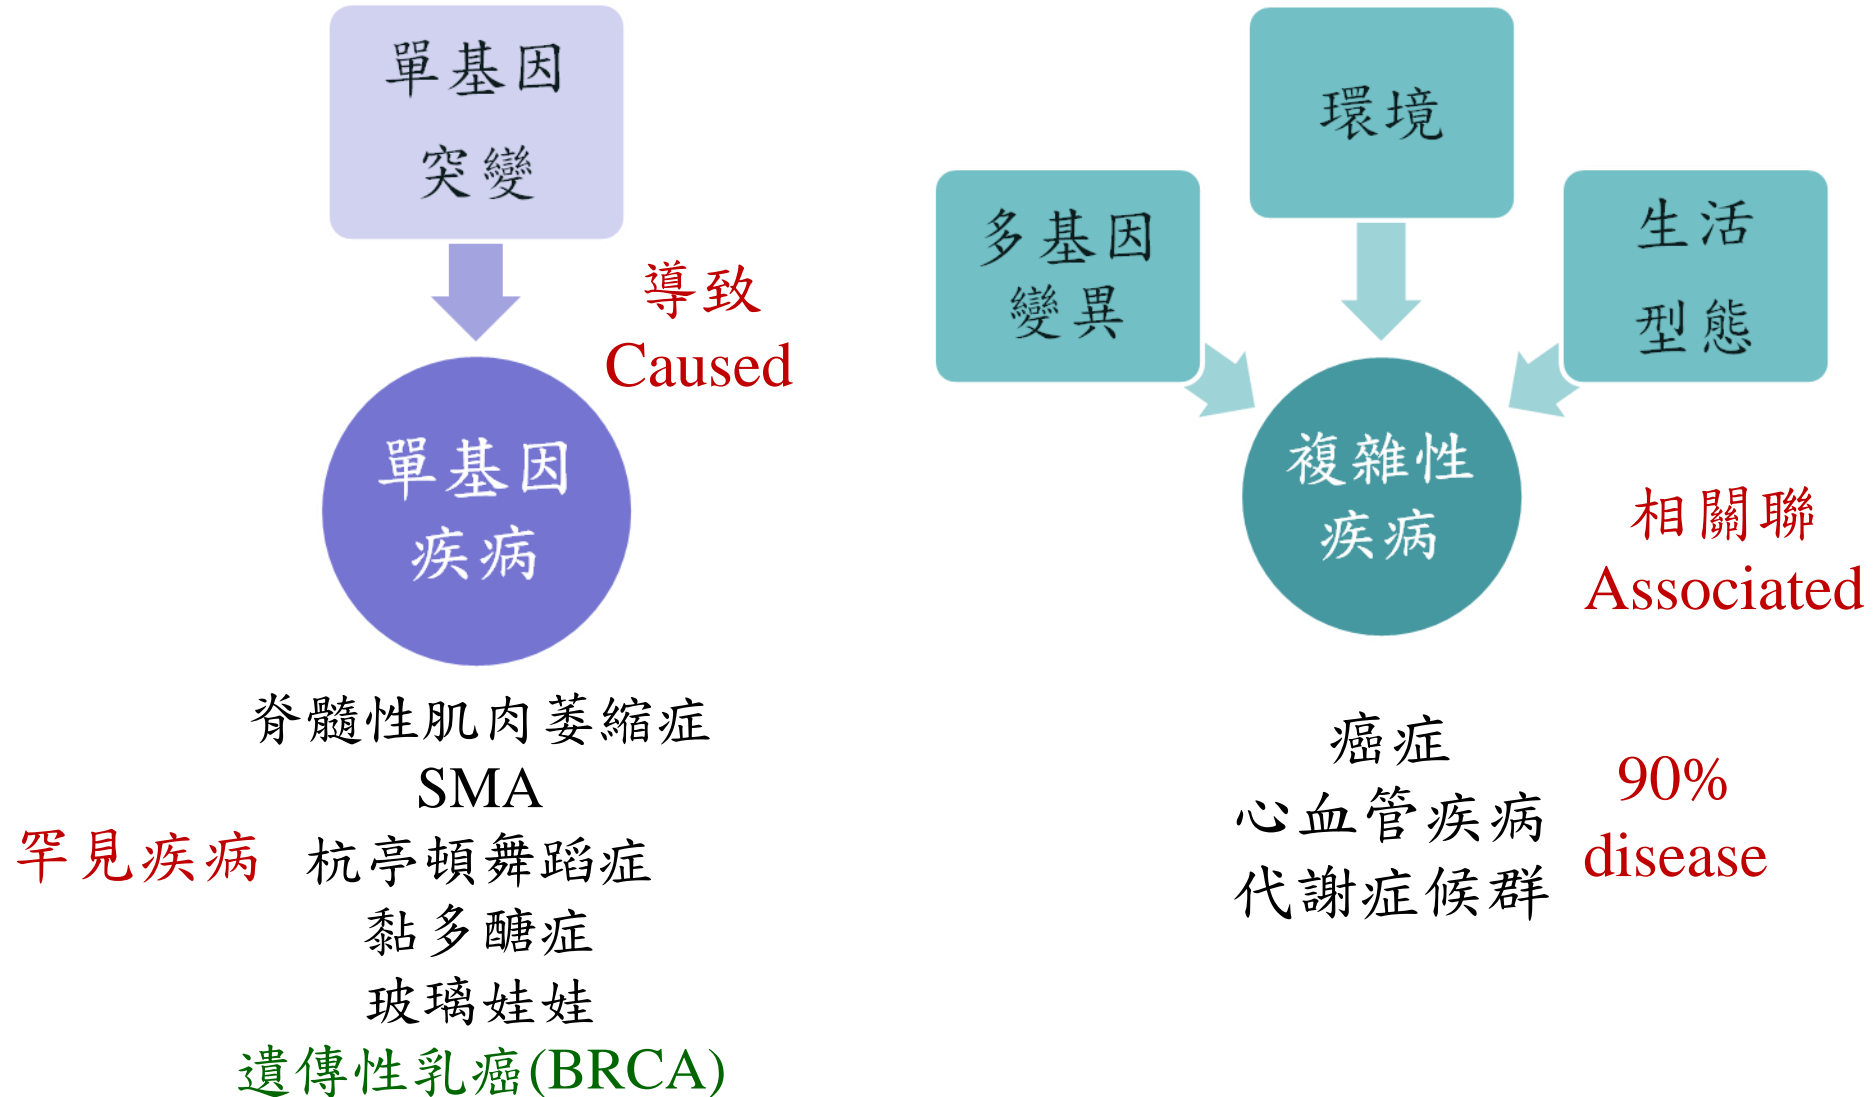 單基因
突變
導致
Caused
單基因
疾病
脊髓性肌肉萎縮症
SMA
罕見疾病
杭亭頓舞蹈症
黏多醣症
玻璃娃娃
遺傳性乳癌(BRCA)
環境
多基因
變異
生活
型態
複雜性
疾病
相關聯
Associated
癌症
心血管疾病
代謝症候群
90%
disease